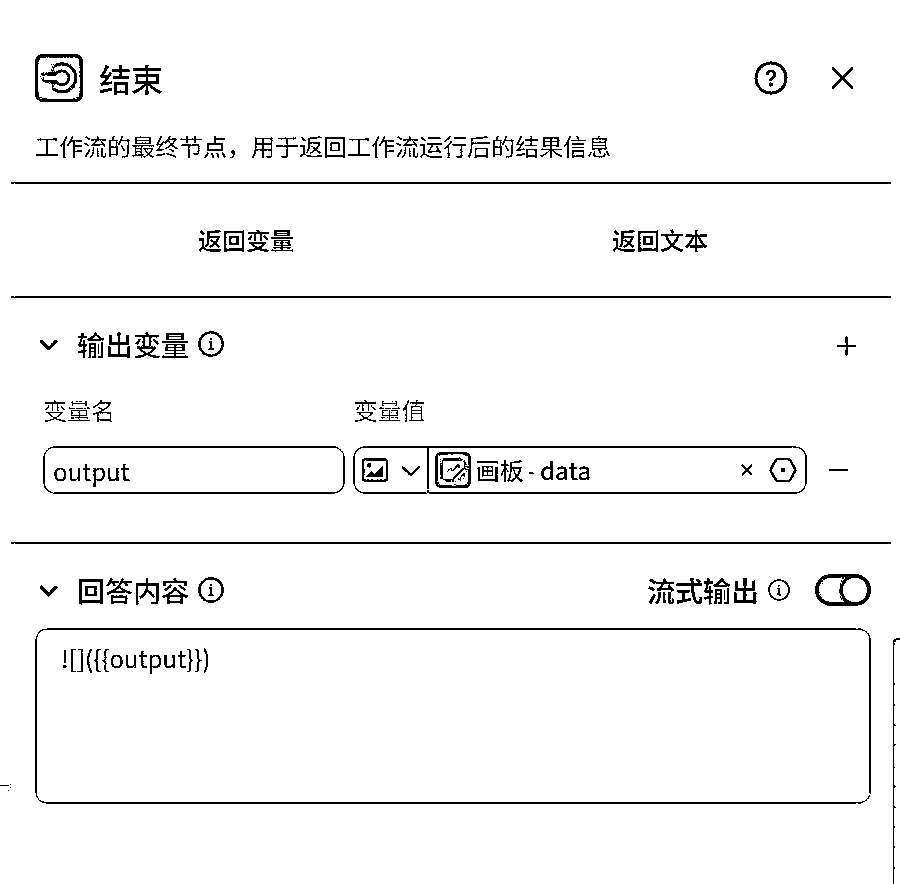 结束
工作流的最终节点，用于返回工作流运行后的结果信息
返回变量 返回文本
输出变量
变量名 变量值
output 画板 - data
回答内容 流式输出
![]({{output}})